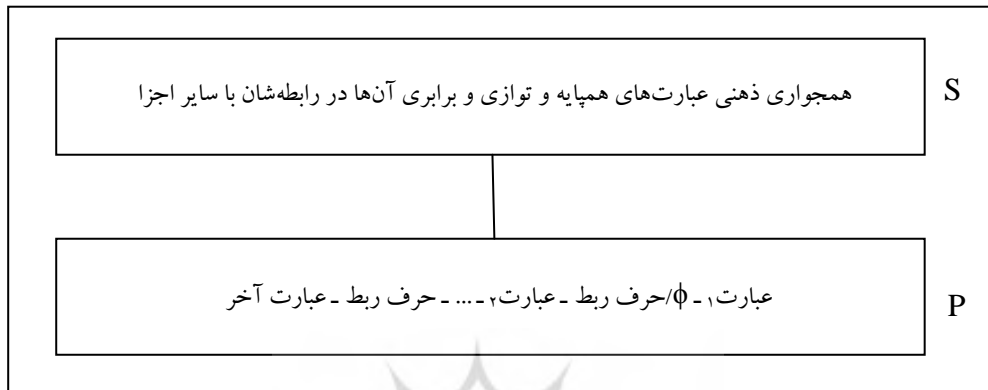 همجواری ذهنی عبارت‌های همپایه و توازی و برابری آن‌ها در رابطه‌شان با سایر اجزا
S
عبارت۱ ـ ϕ/حرف ربط ـ عبارت۲ ـ ... ـ حرف ربط ـ عبارت آخر
P